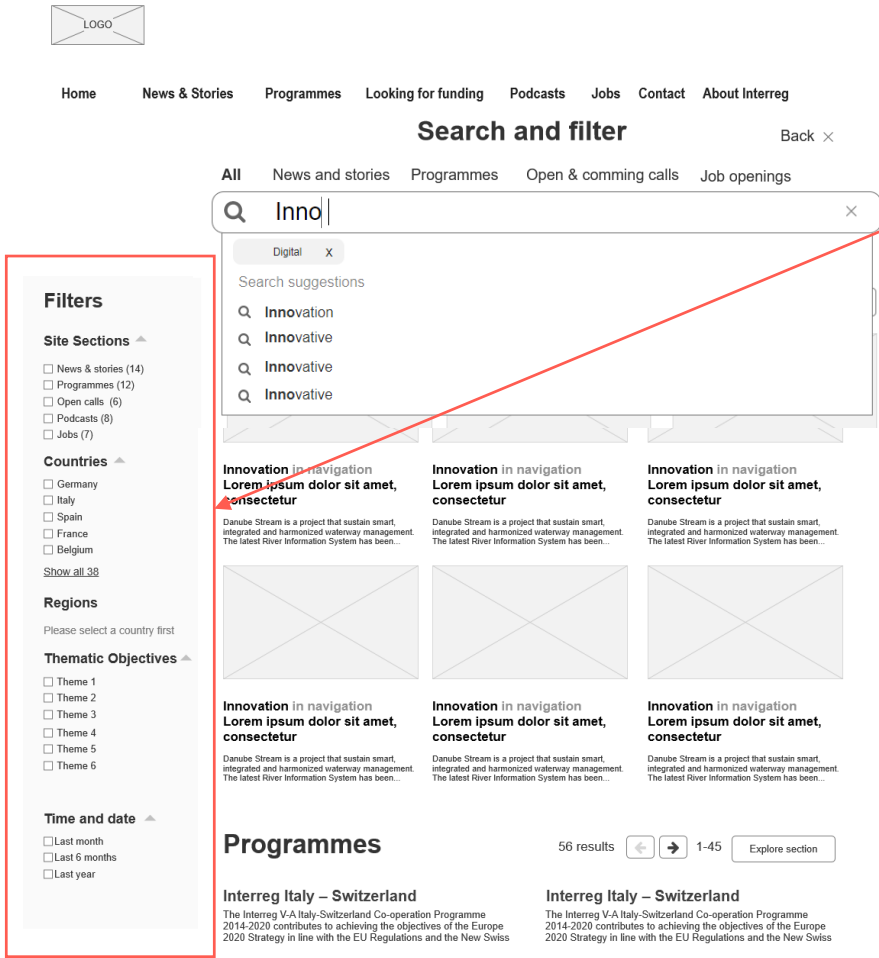 LOGO
Home News & Stories Programmes Looking for funding Podcasts Jobs Contact About Interreg
Search and filter
Back ×
All News and stories Programmes Open & comming calls Job openings
Inno
Digital X
Search suggestions
Innovation
Innovative
Innovative
Innovative
Filters
Site Sections
News & stories (14)
Programmes (12)
Open calls (6)
Podcasts (8)
Jobs (7)
Countries
Germany
Italy
Spain
France
Belgium
Show all 38
Regions
Please select a country first
Thematic Objectives
Theme 1
Theme 2
Theme 3
Theme 4
Theme 5
Theme 6
Time and date
Last month
Last 6 months
Last year
Innovation in navigation
Lorem ipsum dolor sit amet,
consectetur
Danube Stream is a project that sustain smart,
integrated and harmonized waterway management.
The latest River Information System has been...
Innovation in navigation
Lorem ipsum dolor sit amet,
consectetur
Danube Stream is a project that sustain smart,
integrated and harmonized waterway management.
The latest River Information System has been...
Innovation in navigation
Lorem ipsum dolor sit amet,
consectetur
Danube Stream is a project that sustain smart,
integrated and harmonized waterway management.
The latest River Information System has been...
Innovation in navigation
Lorem ipsum dolor sit amet,
consectetur
Danube Stream is a project that sustain smart,
integrated and harmonized waterway management.
The latest River Information System has been...
Innovation in navigation
Lorem ipsum dolor sit amet,
consectetur
Danube Stream is a project that sustain smart,
integrated and harmonized waterway management.
The latest River Information System has been...
Innovation in navigation
Lorem ipsum dolor sit amet,
consectetur
Danube Stream is a project that sustain smart,
integrated and harmonized waterway management.
The latest River Information System has been...
Programmes
56 results 1-45 Explore section
Interreg Italy – Switzerland
The Interreg V-A Italy-Switzerland Co-operation Programme
2014-2020 contributes to achieving the objectives of the Europe
2020 Strategy in line with the EU Regulations and the New Swiss
Interreg Italy – Switzerland
The Interreg V-A Italy-Switzerland Co-operation Programme
2014-2020 contributes to achieving the objectives of the Europe
2020 Strategy in line with the EU Regulations and the New Swiss